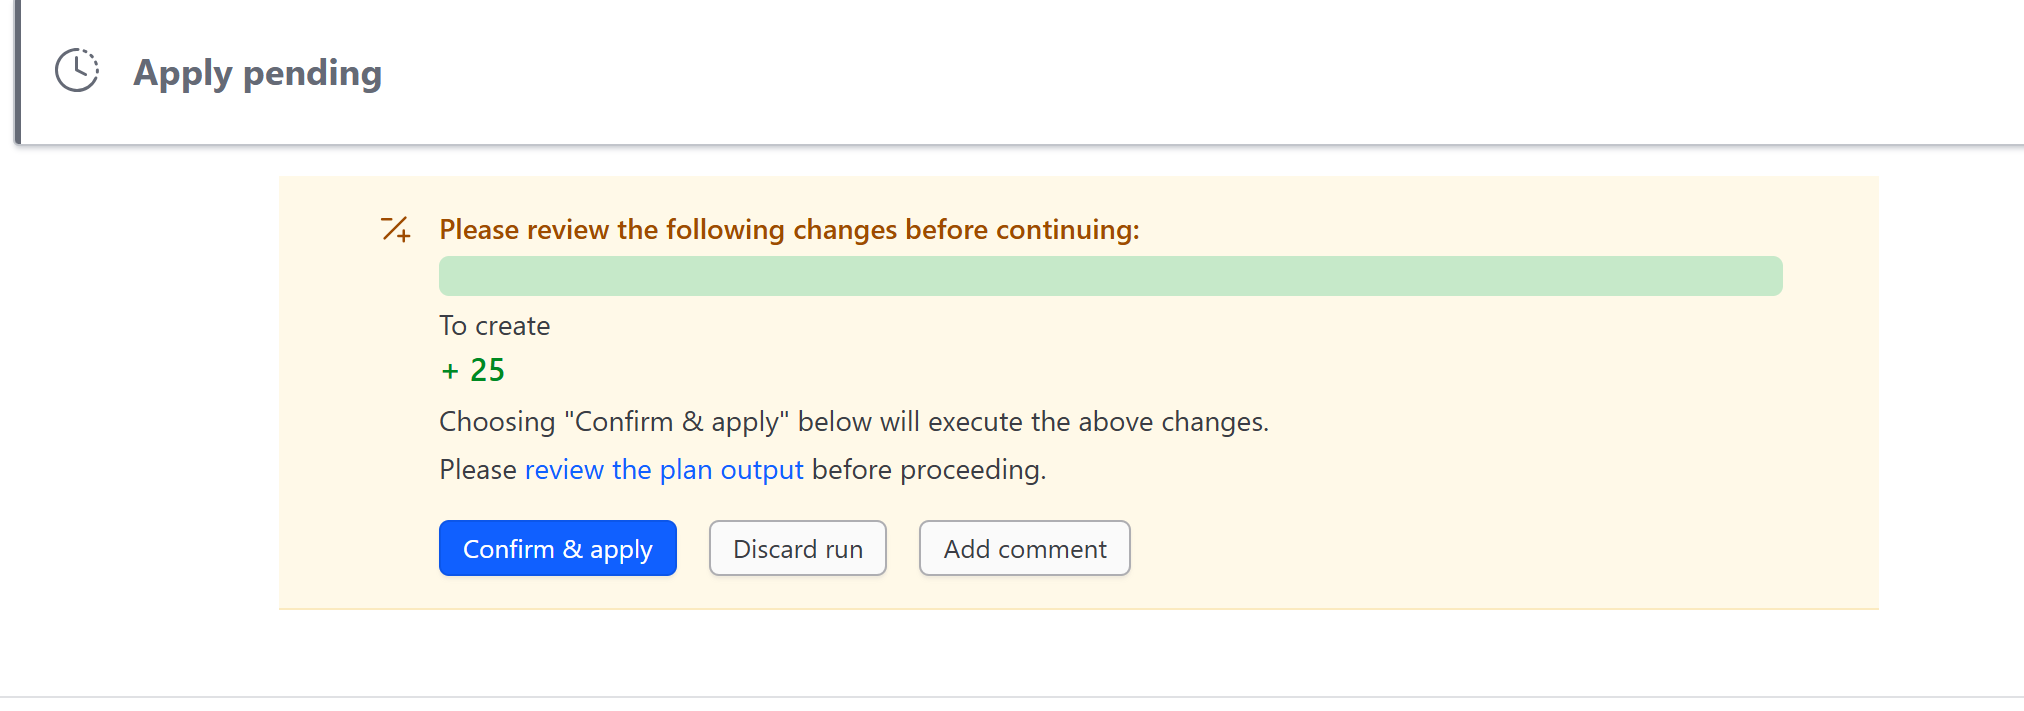 Apply pending
Please review the following changes before continuing:
To create
+ 25
Choosing "Confirm & apply" below will execute the above changes.
Please review the plan output before proceeding.
Confirm & apply
Discard run
Add comment